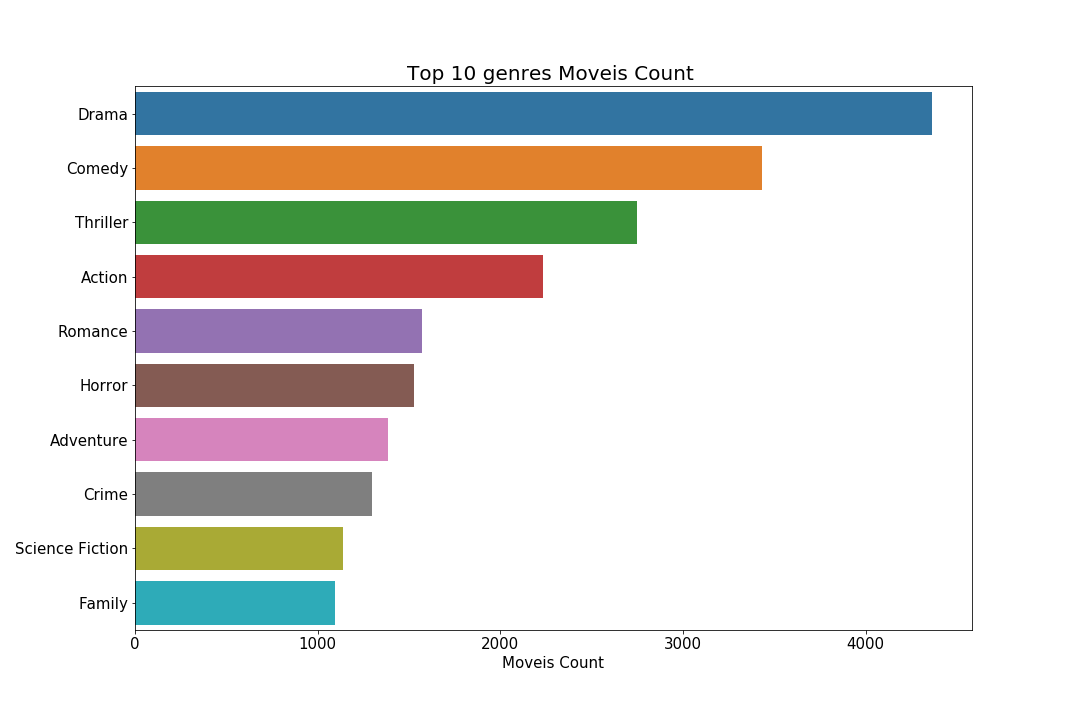 Top 10 genres Moveis Count
Drama
Comedy
Thriller
Action
Romance
Horror
Adventure
Crime
Science Fiction
Family
0 1000 2000 3000 4000
Moveis Count